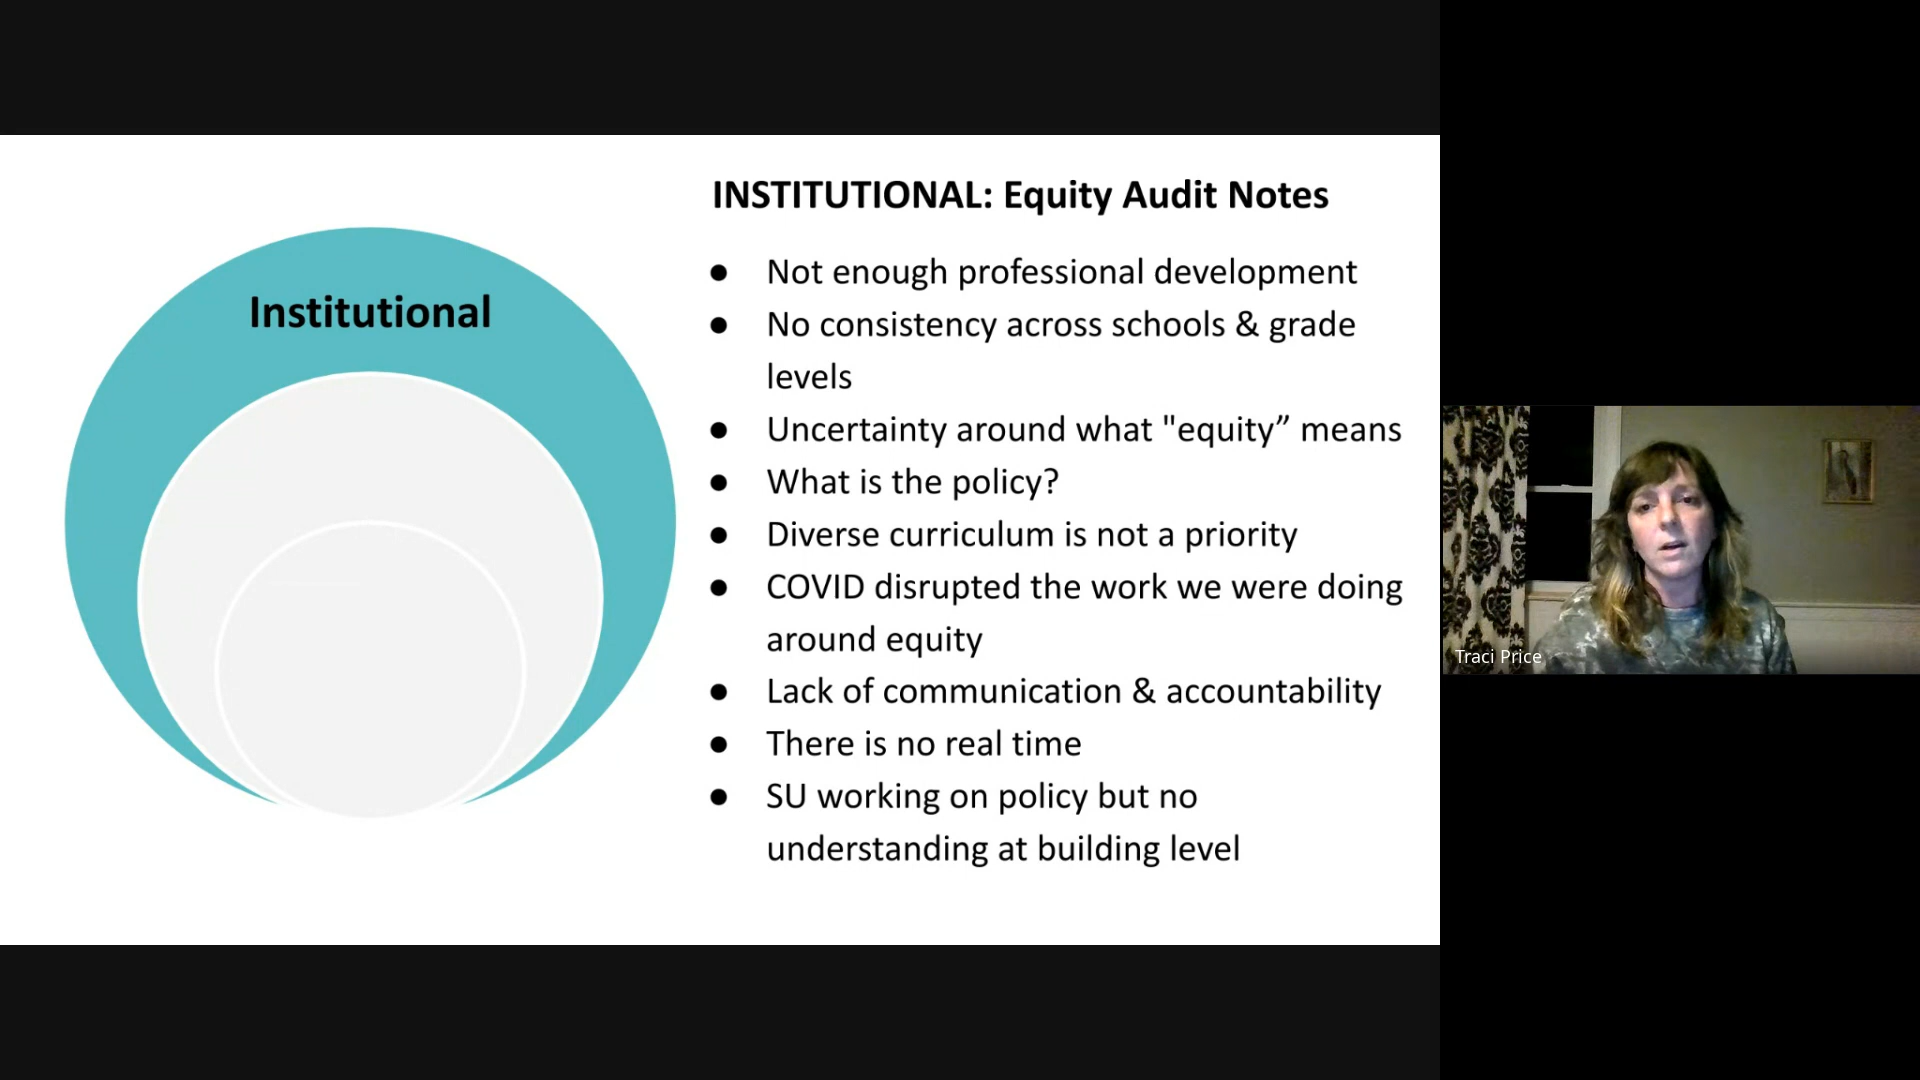 INSTITUTIONAL: Equity Audit Notes
Institutional
● Not enough professional development
● No consistency across schools & grade
levels
● Uncertainty around what "equity” means
● What is the policy?
● Diverse curriculum is not a priority
● COVID disrupted the work we were doing
around equity
● Lack of communication & accountability
● There is no real time
● SU working on policy but no
understanding at building level
Traci Price